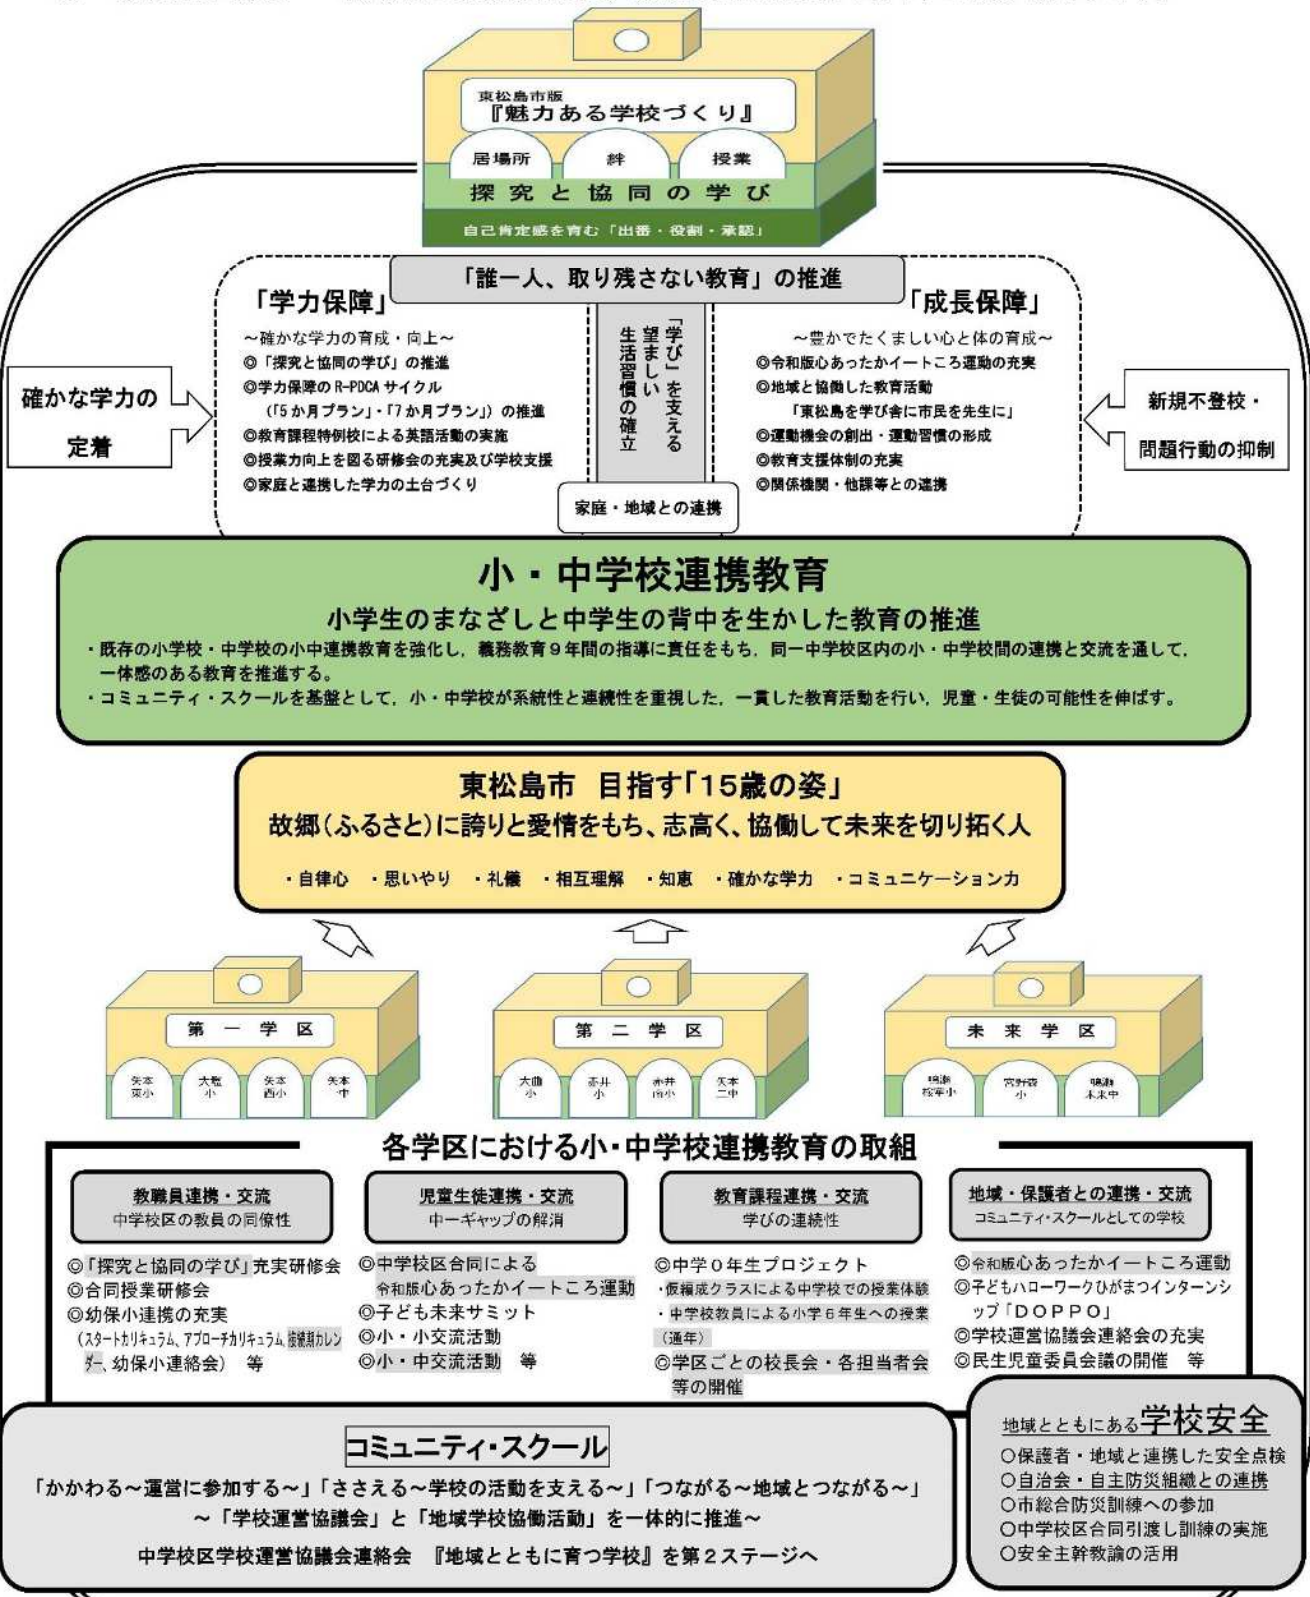 東松島市版
『魅力ある学校づくり』
居場所
絆
授業
探究と協同の学び
自己肯定感を育む「出番・役割・承認」
「誰一人、取り残さない教育」の推進
「学力保障」
～確かな学力の育成・向上～
◎「探究と協同の学び」の推進
◎学力保障のR-PDCAサイクル
（「5か月プラン」・「7か月プラン」）の推進
◎教育課程特例校による英語活動の実施
◎授業力向上を図る研修会の充実及び学校支援
◎家庭と連携した学力の土台づくり
「学び」を支える
望ましい
生活習慣の確立
家庭・地域との連携
「成長保障」
～豊かでたくましい心と体の育成～
◎令和版心あったかイートころ運動の充実
◎地域と協働した教育活動
「東松島を学び舎に市民を先生に」
◎運動機会の創出・運動習慣の形成
◎教育支援体制の充実
◎関係機関・他課等との連携
確かな学力の
定着
新規不登校・
問題行動の抑制
小・中学校連携教育
小学生のまなざしと中学生の背中を生かした教育の推進
・既存の小学校・中学校の小中連携教育を強化し，義務教育９年間の指導に責任をもち，同一中学校区内の小・中学校間の連携と交流を通して，
一体感のある教育を推進する。
・コミュニティ・スクールを基盤として，小・中学校が系統性と連続性を重視した，一貫した教育活動を行い，児童・生徒の可能性を伸ばす。
東松島市　目指す「１５歳の姿」
故郷（ふるさと）に誇りと愛情をもち、志高く、協働して未来を切り拓く人
・自律心　・思いやり　・礼儀　・相互理解　・知恵　・確かな学力　・コミュニケーション力
第一学区
矢本
東小
大塩
小
矢本
西小
矢本
中
第二学区
大曲
小
赤井
小
赤井
南小
矢本
二中
未来学区
鳴瀬
桜華小
宮野森
小
鳴瀬
未来中
各学区における小・中学校連携教育の取組
教職員連携・交流
中学校区の教員の同僚性
◎「探究と協同の学び」充実研修会
◎合同授業研修会
◎幼保小連携の充実
（スタートカリキュラム、アプローチカリキュラム、接続期カレン
ダー、幼保小連絡会）　等
児童生徒連携・交流
中一ギャップの解消
◎中学校区合同による
令和版心あったかイートころ運動
◎子ども未来サミット
◎小・小交流活動
◎小・中交流活動　等
教育課程連携・交流
学びの連続性
◎中学０年生プロジェクト
・仮編成クラスによる中学校での授業体験
・中学校教員による小学６年生への授業
（通年）
◎学区ごとの校長会・各担当者会
等の開催
地域・保護者との連携・交流
コミュニティ・スクールとしての学校
◎令和版心あったかイートころ運動
◎子どもハローワークひがまつインターンシ
ップ「ＤＯＰＰＯ」
◎学校運営協議会連絡会の充実
◎民生児童委員会議の開催　等
コミュニティ・スクール
「かかわる～運営に参加する～」「ささえる～学校の活動を支える～」「つながる～地域とつながる～」
～「学校運営協議会」と「地域学校協働活動」を一体的に推進～
中学校区学校運営協議会連絡会　『地域とともに育つ学校』を第２ステージへ
地域とともにある学校安全
○保護者・地域と連携した安全点検
○自治会・自主防災組織との連携
○市総合防災訓練への参加
○中学校区合同引渡し訓練の実施
○安全主幹教諭の活用